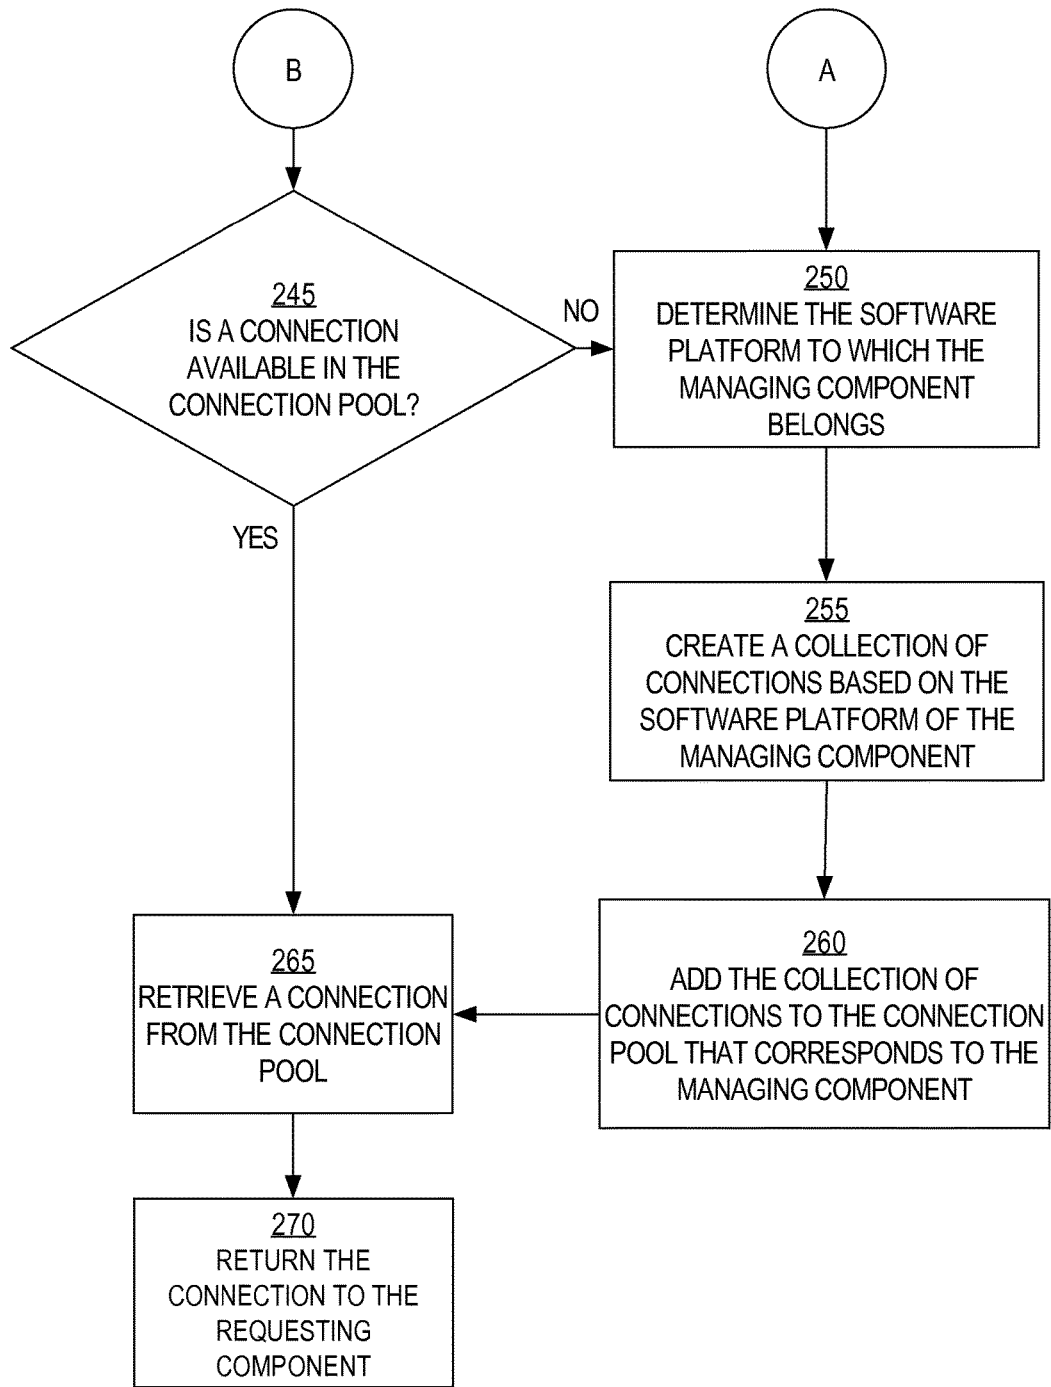 B
A
245
IS A CONNECTION
AVAILABLE IN THE
CONNECTION POOL?
NO
YES
250
DETERMINE THE SOFTWARE
PLATFORM TO WHICH THE
MANAGING COMPONENT
BELONGS
255
CREATE A COLLECTION OF
CONNECTIONS BASED ON THE
SOFTWARE PLATFORM OF THE
MANAGING COMPONENT
260
ADD THE COLLECTION OF
CONNECTIONS TO THE CONNECTION
POOL THAT CORRESPONDS TO THE
MANAGING COMPONENT
265
RETRIEVE A CONNECTION
FROM THE CONNECTION
POOL
270
RETURN THE
CONNECTION TO THE
REQUESTING
COMPONENT